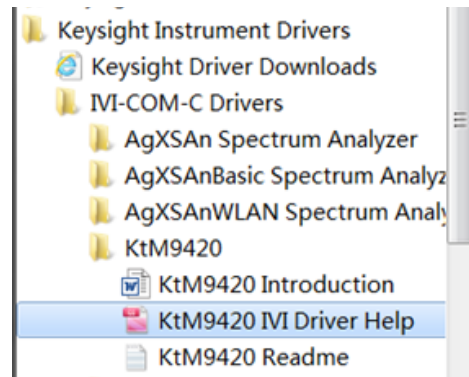 Keysight Instrument Drivers
Keysight Driver Downloads
IVI-COM-C Drivers
AgXSAn Spectrum Analyzer
AgXSAnBasic Spectrum Analyz
AgXSAnWLAN Spectrum Analy
KtM9420
KtM9420 Introduction
KtM9420 IVI Driver Help
KtM9420 Readme